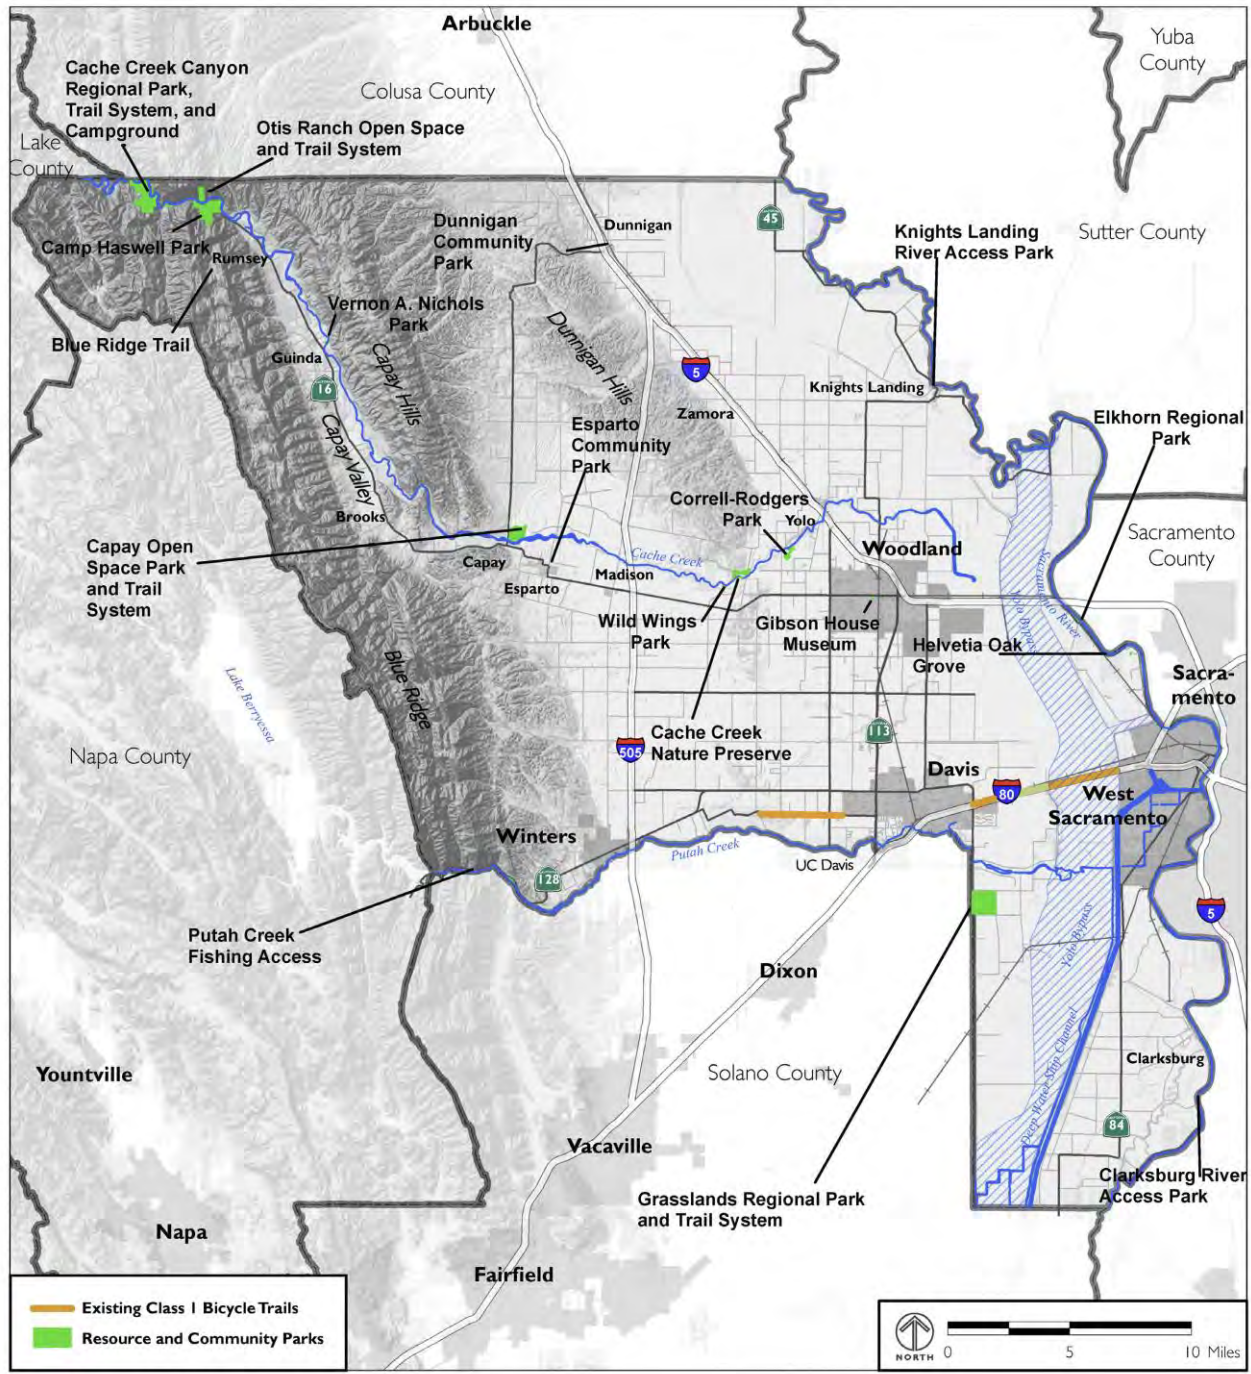 Arbuckle
Yuba
County
Cache Creek Canyon
Regional Park,
Trail System, and
Campground
Colusa County
Otis Ranch Open Space
and Trail System
Lake
County
45
Dunnigan
Community
Park
Dunnigan
Knights Landing
River Access Park
Sutter County
Camp Haswell Park
Rumsey
Vernon A. Nichols
Park
Blue Ridge Trail
Guinda
16
Capay Hills
Dunnigan Hills
5
Knights Landing
Zamora
Elkhorn Regional
Park
Esparto
Community
Park
Capay Valley
Correll-Rodgers
Park
Yolo
Brooks
Sacramento
County
Capay Open
Space Park
and Trail
System
Cache Creek
Woodland
Capay
Madison
Esparto
Sacramento River
Yolo Bypass
Wild Wings
Park
Gibson House
Museum
Helvetia Oak
Grove
Blue Ridge
Lake Berryessa
Sacra-
mento
Napa County
505
Cache Creek
Nature Preserve
113
Davis
80
West
Sacramento
Winters
Putah Creek
UC Davis
128
5
Putah Creek
Fishing Access
Yolo Bypass
Dixon
Deep Water Ship Channel
Clarksburg
Yountville
Solano County
84
Vacaville
Clarksburg River
Access Park
Grasslands Regional Park
and Trail System
Napa
Fairfield
Existing Class 1 Bicycle Trails
Resource and Community Parks
NORTH
0 5 10 Miles